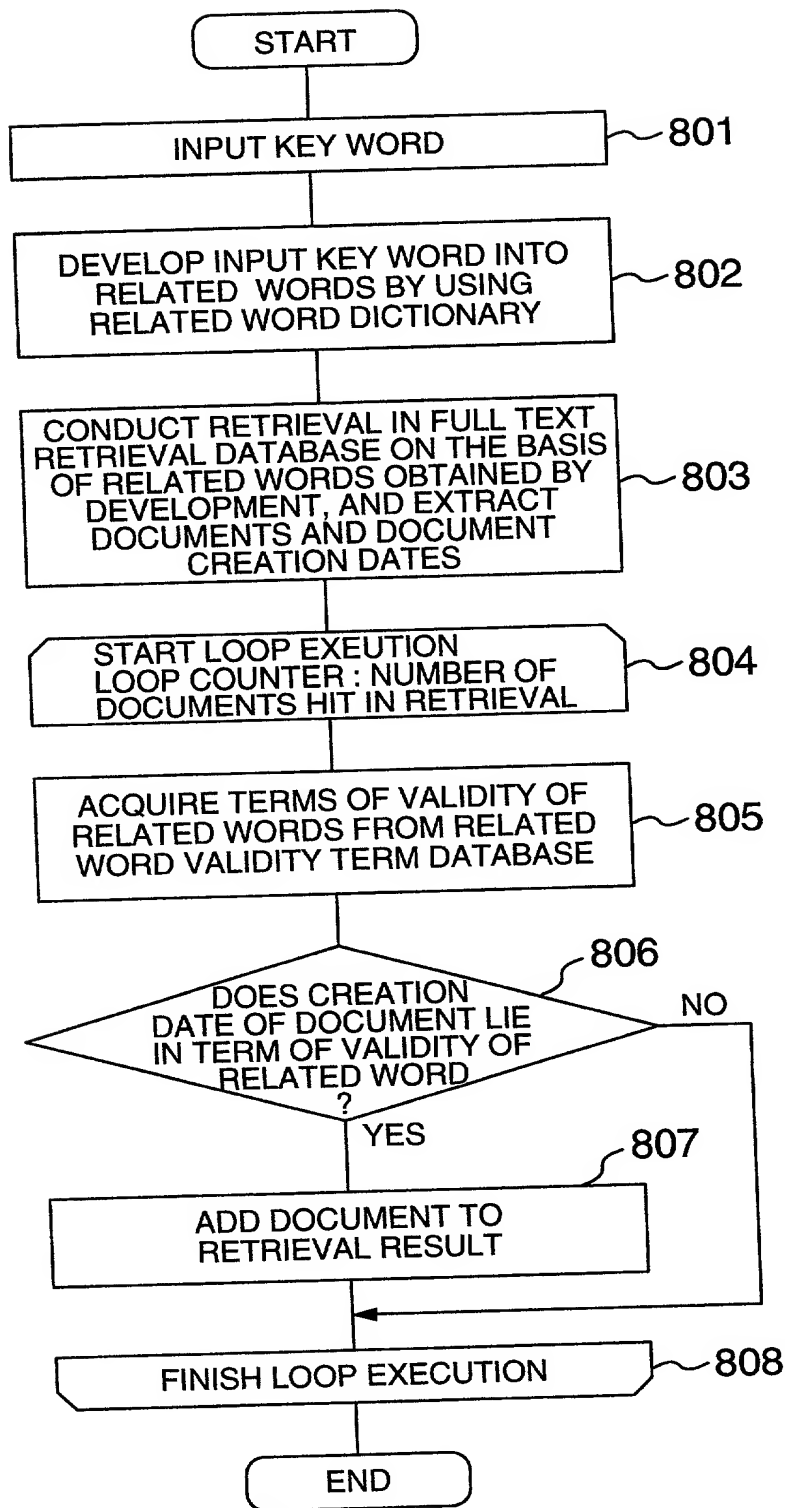 START
INPUT KEY WORD
801
DEVELOP INPUT KEY WORD INTO
RELATED WORDS BY USING
RELATED WORD DICTIONARY
802
CONDUCT RETRIEVAL IN FULL TEXT
RETRIEVAL DATABASE ON THE BASIS
OF RELATED WORDS OBTAINED BY
DEVELOPMENT, AND EXTRACT
DOCUMENTS AND DOCUMENT
CREATION DATES
803
START LOOP EXEUTION
LOOP COUNTER : NUMBER OF
DOCUMENTS HIT IN RETRIEVAL
804
ACQUIRE TERMS OF VALIDITY OF
RELATED WORDS FROM RELATED
WORD VALIDITY TERM DATABASE
805
806
DOES CREATION
DATE OF DOCUMENT LIE
IN TERM OF VALIDITY OF
RELATED WORD
?
NO
YES
807
ADD DOCUMENT TO
RETRIEVAL RESULT
FINISH LOOP EXECUTION
808
END